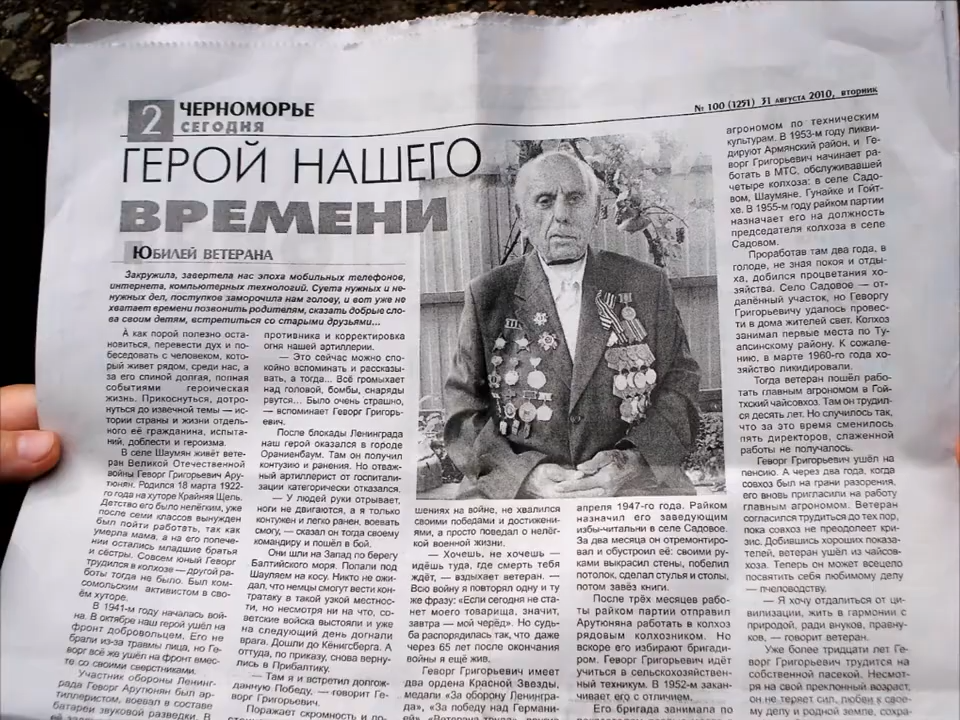 2
ЧЕРНОМОРЬЕ
СЕГОДНЯ
№ 100 (1251) 31 августа 2010, вторник
ГЕРОЙ НАШЕГО
ВРЕМЕНИ
Юбилей ветерана
Закружила, завертела нас эпоха мобильных телефонов,
интернета, компьютерных технологий. Суета нужных и не-
нужных дел, поступков заморочила нам голову, и вот уже не
хватает времени позвонить родителям, сказать добрые сло-
ва своим детям, встретиться со старыми друзьями...
А как порой полезно оста-
новиться, перевести дух и по-
беседовать с человеком, кото-
рый живет рядом, среди нас, а
за его спиной долгая, полная
событиями героическая
жизнь. Прикоснуться, дотро-
нуться до извечной темы — ис-
тории страны и жизни отдель-
ного её гражданина, испыта-
ний, доблести и героизма.
В селе Шаумян живёт вете-
ран Великой Отечественной
войны Геворг Григорьевич Ару-
тюнян. Родился 18 марта 1922-
го года на хуторе Крайняя Щель.
Детство его было нелёгким, уже
после семи классов вынужден
был пойти работать, так как
умерла мама, а на его попече-
нии остались младшие братья
и сёстры. Совсем юный Геворг
трудился в колхозе — другой ра-
боты тогда не было. Был ком-
сомольским активистом в сво-
ём хуторе.
В 1941-м году началась вой-
на. В октябре наш герой ушёл на
фронт добровольцем. Его не
брали из-за травмы лица, но Ге-
ворг всё же ушёл на фронт вмес-
те со своими сверстниками.
Участник обороны Ленинг-
рада Геворг Арутюнян был ар-
тиллеристом, воевал в составе
батареи звуковой разведки. В
противника и корректировка
огня нашей артиллерии.
— Это сейчас можно спо-
койно вспоминать и рассказы-
вать, а тогда... Всё громыхает
над головой, бомбы, снаряды
рвутся... Было очень страшно,
— вспоминает Геворг Григорь-
евич.
После блокады Ленинграда
наш герой оказался в городе
Ораниенбаум. Там он получил
контузию и ранения. Но отваж-
ный артиллерист от госпитали-
зации категорически отказался.
— У людей руки отрывает,
ноги не двигаются, а я только
контужен и легко ранен, воевать
смогу, — сказал он тогда своему
командиру и пошёл в бой.
Они шли на Запад по берегу
Балтийского моря. Попали под
Шауляем на косу. Никто не ожи-
дал, что немцы смогут вести кон-
тратаку в такой узкой местнос-
ти, но несмотря ни на что, со-
ветские войска выстояли и уже
на следующий день догнали
врага. Дошли до Кёнигсберга. А
оттуда, по приказу, снова верну-
лись в Прибалтику.
— Там я и встретил долгож-
данную Победу, — говорит Ге-
ворг Григорьевич.
Поражает скромность и до-
шениях на войне, не хвалился
своими победами и достижени-
ями, а просто поведал о нелёг-
кой военной жизни.
— Хочешь, не хочешь —
идёшь туда, где смерть тебя
ждёт, — вздыхает ветеран. —
Всю войну я повторял одну и ту
же фразу: «Если сегодня не ста-
нет моего товарища, значит,
завтра — мой черёд». Но судь-
ба распорядилась так, что даже
через 65 лет после окончания
войны я ещё жив.
Геворг Григорьевич имеет
два ордена Красной Звезды,
медали «За оборону Ленингра-
да», «За победу над Германи-
апреля 1947-го года. Райком
назначил его заведующим
избы-читальни в селе Садовое.
За два месяца он отремонтиро-
вал и обустроил её: своими ру-
ками выкрасил стены, побелил
потолок, сделал стулья и столы,
потом завёз книги.
После трёх месяцев рабо-
ты райком партии отправил
Арутюняна работать в колхоз
рядовым колхозником. Но
вскоре его избирают бригади-
ром. Геворг Григорьевич идёт
учиться в сельскохозяйствен-
ный техникум. В 1952-м закан-
чивает его с отличием.
Его бригада занимала по
агрономом по техническим
культурам. В 1953-м году ликви-
дируют Армянский район, и Ге-
ворг Григорьевич начинает ра-
ботать в МТС, обслуживавшей
четыре колхоза: в селе Садо-
вом, Шаумяне, Гунайке и Гойт-
хе. В 1955-м году райком партии
назначает его на должность
председателя колхоза в селе
Садовом.
Проработав там два года, в
голоде, не зная покоя и отды-
ха, добился процветания хо-
зяйства. Село Садовое — от-
далённый участок, но Геворгу
Григорьевичу удалось провес-
ти в дома жителей свет. Колхоз
занимал первые места по Ту-
апсинскому району. К сожале-
нию, в марте 1960-го года хо-
зяйство ликвидировали.
Тогда ветеран пошёл рабо-
тать главным агрономом в Гой-
тхский чайсовхоз. Там он трудил-
ся десять лет. Но случилось так,
что за это время сменилось
пять директоров, слаженной
работы не получалось.
Геворг Григорьевич ушёл на
пенсию. А через два года, когда
совхоз был на грани разорения,
его вновь пригласили на работу
главным агрономом. Ветеран
согласился трудиться до тех пор,
пока совхоз не преодолеет кри-
зис. Добившись хороших показа-
телей, ветеран ушел из чайсов-
хоза. Теперь он может всецело
посвятить себя любимому делу
— пчеловодству.
— Я хочу отдалиться от ци-
вилизации, жить в гармонии с
природой, ради внуков, правну-
ков, — говорит ветеран.
Уже более тридцати лет Ге-
ворг Григорьевич трудится на
собственной пасекой. Несмот-
ря на свой преклонный возраст,
он не теряет сил, любви к свое-
му делу и родной земле, сохра-